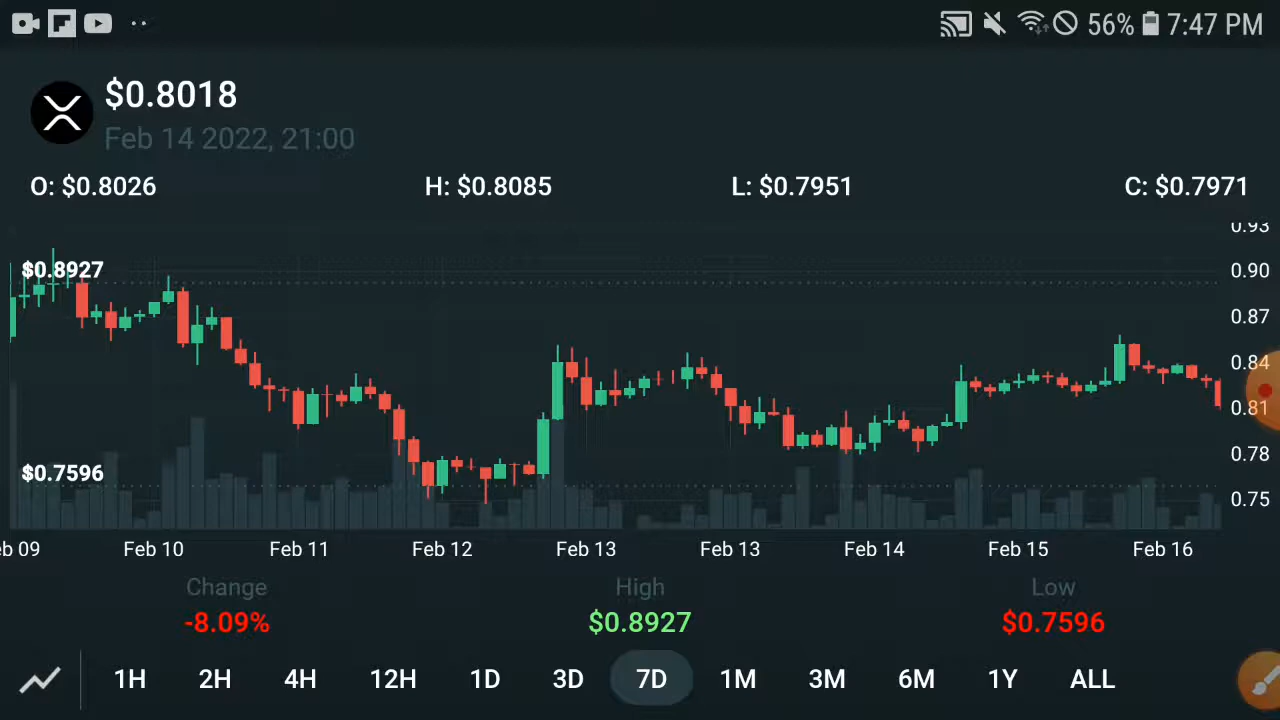 56% 7:47 PM
$0.8018
Feb 14 2022, 21:00
O: $0.8026 H: $0.8085 L: $0.7951 C: $0.7971
0.93
$0.8927 0.90
0.87
0.84
0.81
0.78
$0.7596
0.75
eb 09 Feb 10 Feb 11 Feb 12 Feb 13 Feb 13 Feb 14 Feb 15 Feb 16
Change High Low
-8.09% $0.8927 $0.7596
1H 2H 4H 12H 1D 3D 7D 1M 3M 6M 1Y ALL